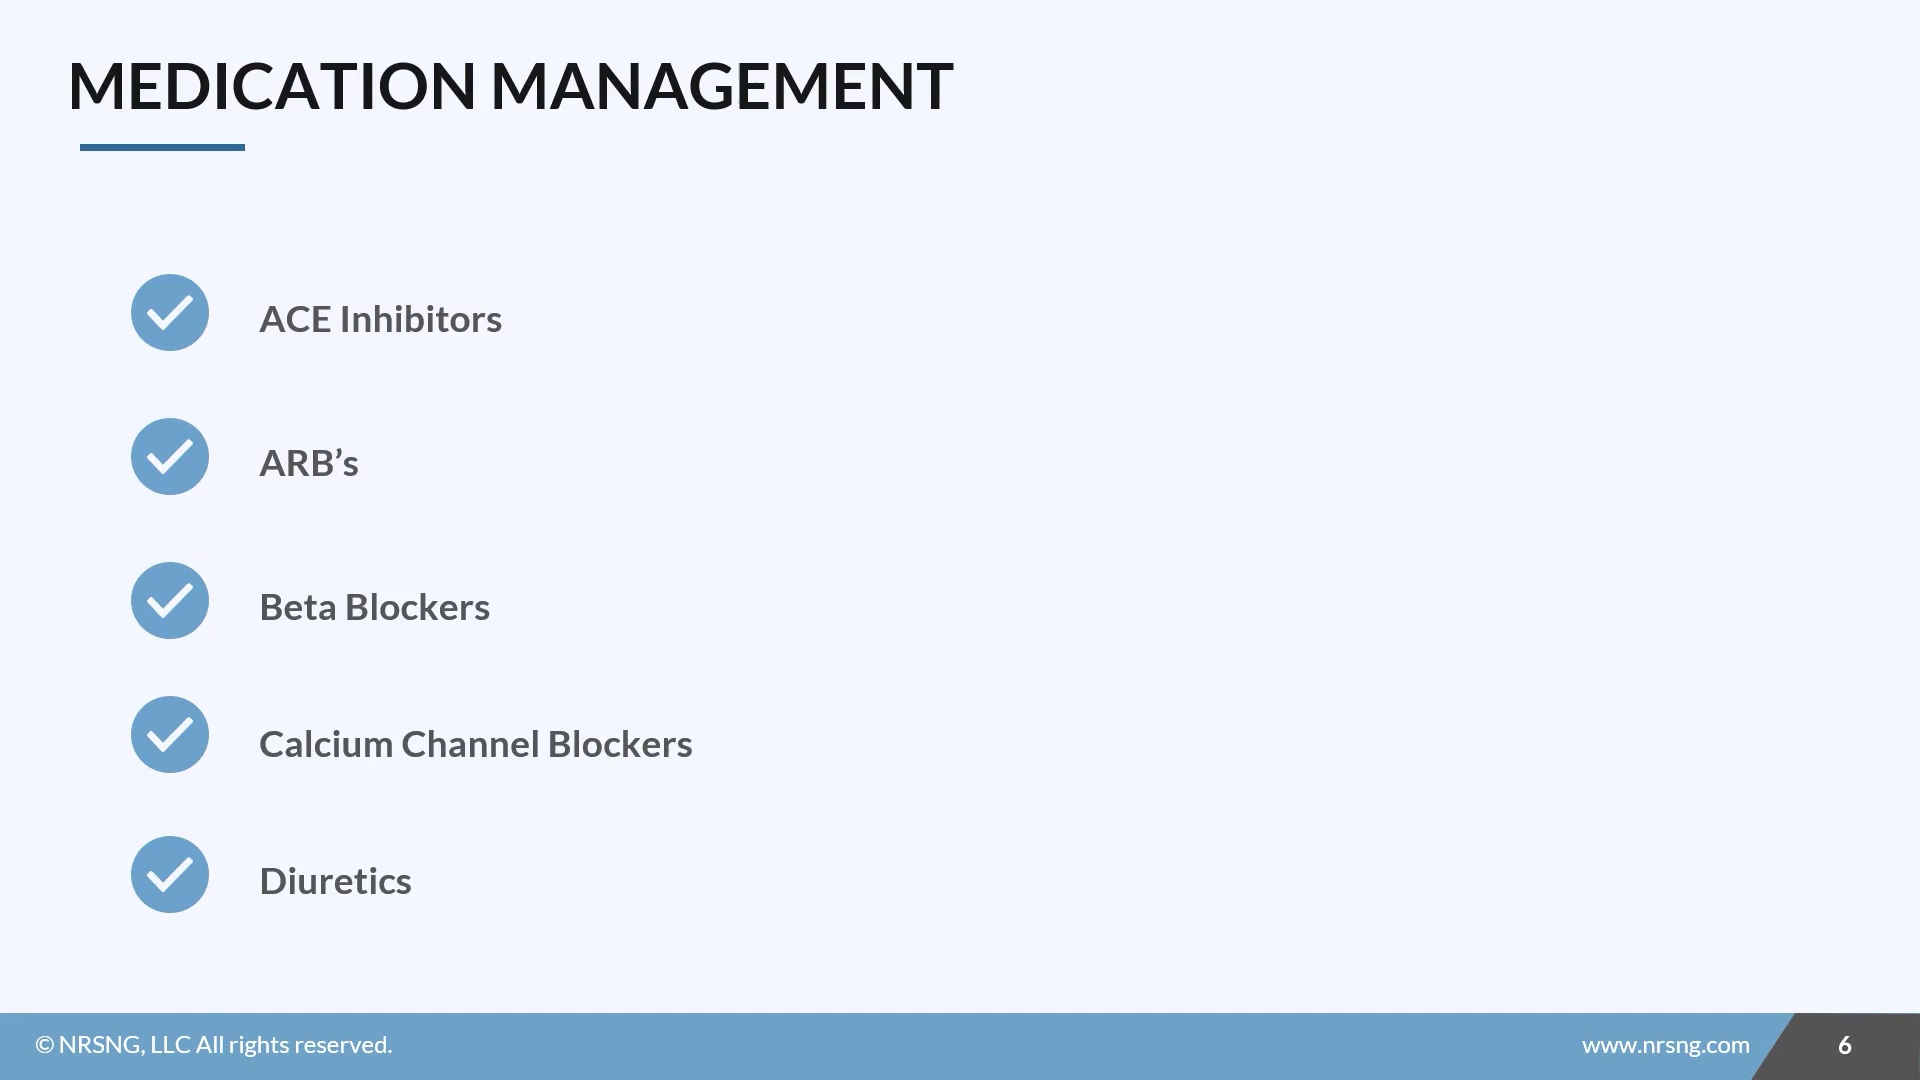 MEDICATION MANAGEMENT
ACE Inhibitors
ARB’s
Beta Blockers
Calcium Channel Blockers
Diuretics
© NRSNG, LLC All rights reserved.
www.nrsng.com
6